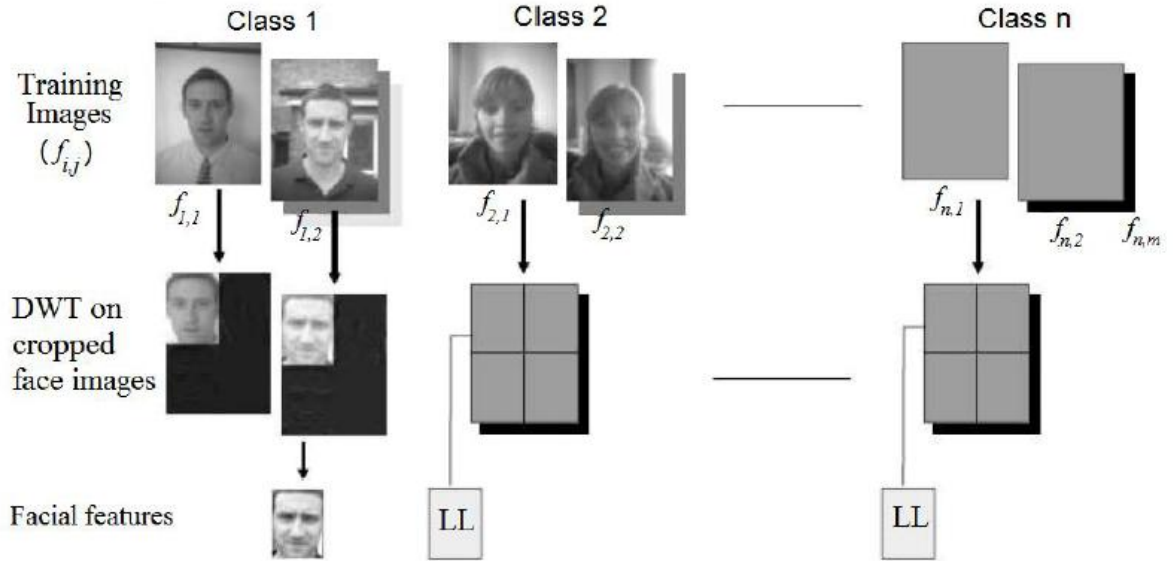 Class 1
Class 2
Class n
Training
Images
(f_{i,j})
f_{1,1}
f_{1,2}
f_{2,1}
f_{2,2}
f_{n,1}
f_{n,2}
f_{n,m}
DWT on
cropped
face images
Facial features
LL
LL